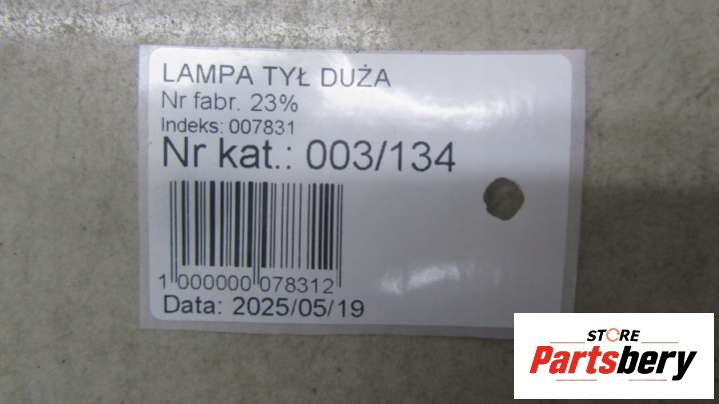 LAMPA TYŁ DUŻA
Nr fabr. 23%
Indeks: 007831
Nr kat.: 003/134
1 000000 078312
Data: 2025/05/19
STORE
Partsbery